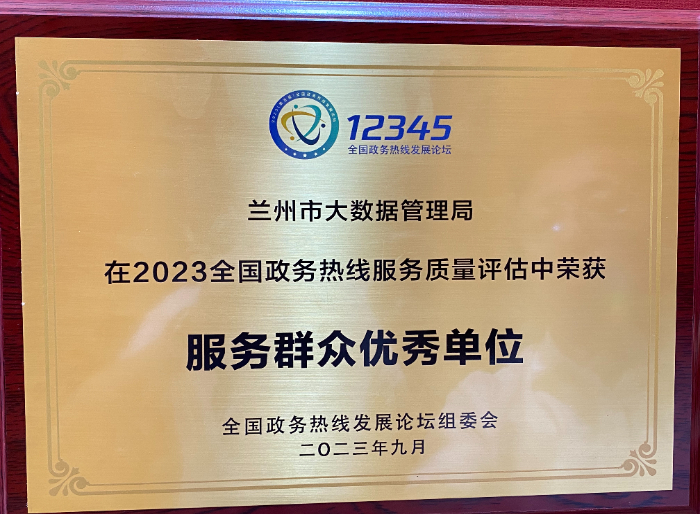 12345
全国政务热线发展论坛
兰州市大数据管理局
在2023全国政务热线服务质量评估中荣获
服务群众优秀单位
全国政务热线发展论坛组委会
二〇二三年九月